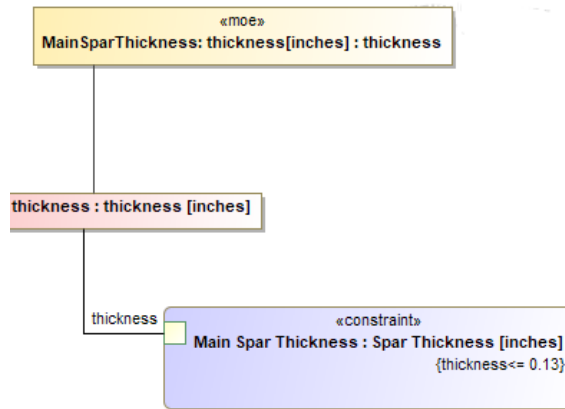 «moe»
MainSparThickness: thickness[inches] : thickness
thickness : thickness [inches]
thickness
«constraint»
Main Spar Thickness : Spar Thickness [inches]
{thickness<= 0.13}